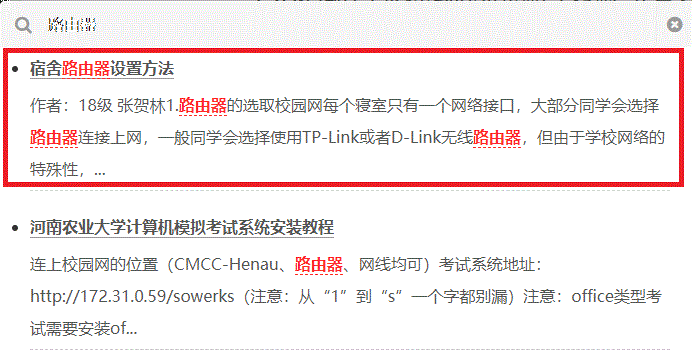 路由器
宿舍路由器设置方法
作者：18级 张贺林1.路由器的选取校园网每个寝室只有一个网络接口，大部分同学会选择
路由器连接上网，一般同学会选择使用TP-Link或者D-Link无线路由器，但由于学校网络的
特殊性，...
河南农业大学计算机模拟考试系统安装教程
连上校园网的位置（CMCC-Henau、路由器、网线均可）考试系统地址：
http://172.31.0.59/sowerks（注意：从“1”到“s”一个字都别漏）注意：office类型考
试需要安装of...